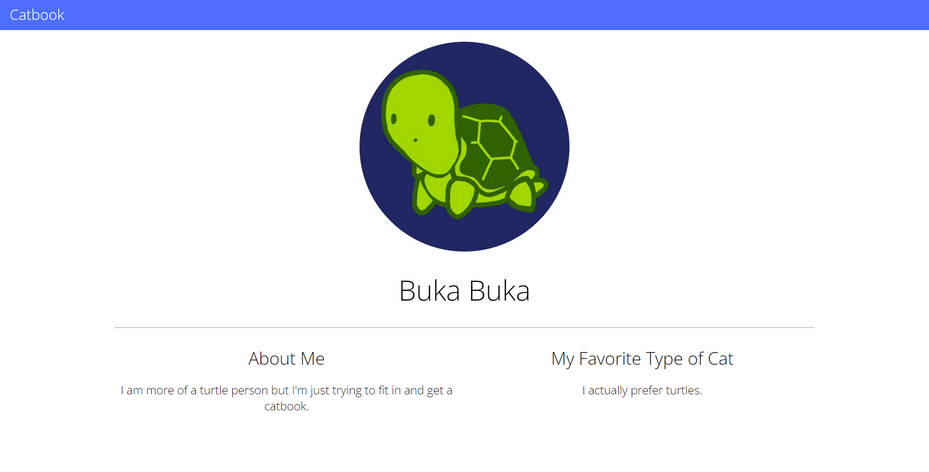 Catbook
Buka Buka
About Me
I am more of a turtle person but I'm just trying to fit in and get a
catbook.
My Favorite Type of Cat
I actually prefer turtles.